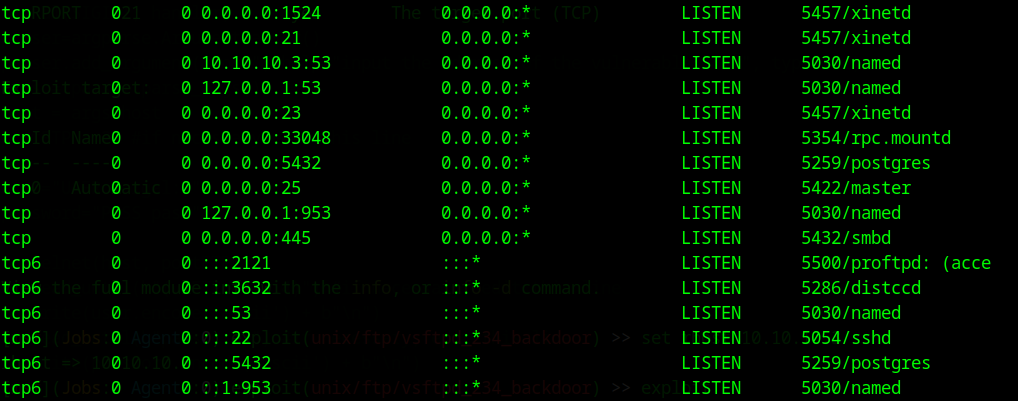 tcp 0 0 0.0.0.0:1524 0.0.0.0:* LISTEN 5457/xinetd
tcp 0 0 0.0.0.0:21 0.0.0.0:* LISTEN 5457/xinetd
tcp 0 0 10.10.10.3:53 0.0.0.0:* LISTEN 5030/named
tcp 0 0 127.0.0.1:53 0.0.0.0:* LISTEN 5030/named
tcp 0 0 0.0.0.0:23 0.0.0.0:* LISTEN 5457/xinetd
tcp 0 0 0.0.0.0:33048 0.0.0.0:* LISTEN 5354/rpc.mountd
tcp 0 0 0.0.0.0:5432 0.0.0.0:* LISTEN 5259/postgres
tcp 0 0 0.0.0.0:25 0.0.0.0:* LISTEN 5422/master
tcp 0 0 127.0.0.1:953 0.0.0.0:* LISTEN 5030/named
tcp 0 0 0.0.0.0:445 0.0.0.0:* LISTEN 5432/smbd
tcp6 0 0 :::2121 :::* LISTEN 5500/proftpd: (acce
tcp6 0 0 :::3632 :::* LISTEN 5286/distccd
tcp6 0 0 :::53 :::* LISTEN 5030/named
tcp6 0 0 :::22 :::* LISTEN 5054/sshd
tcp6 0 0 :::5432 :::* LISTEN 5259/postgres
tcp6 0 0 ::1:953 :::* LISTEN 5030/named